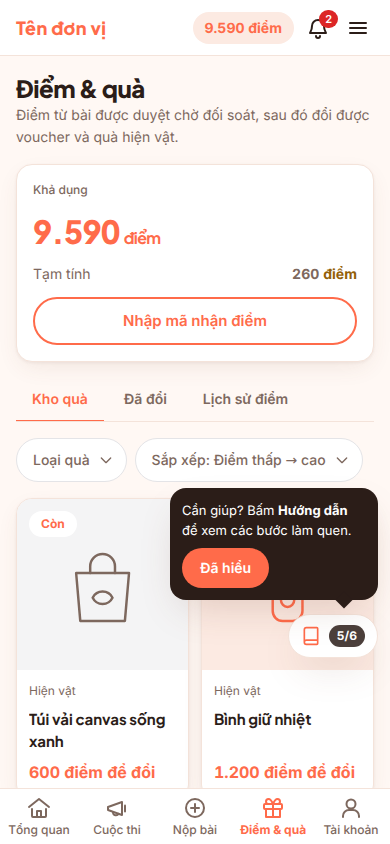 Tên đơn vị
9.590 điểm
2
Điểm & quà
Điểm từ bài được duyệt chờ đối soát, sau đó đổi được
voucher và quà hiện vật.
Khả dụng
9.590 điểm
Tạm tính 260 điểm
Nhập mã nhận điểm
Kho quà Đã đổi Lịch sử điểm
Loại quà Sắp xếp: Điểm thấp → cao
Còn
Cần giúp? Bấm Hướng dẫn
để xem các bước làm quen.
Đã hiểu
5/6
Hiện vật
Túi vải canvas sống
xanh
600 điểm để đổi
Hiện vật
Bình giữ nhiệt
1.200 điểm để đổi
Tổng quan Cuộc thi Nộp bài Điểm & quà Tài khoản